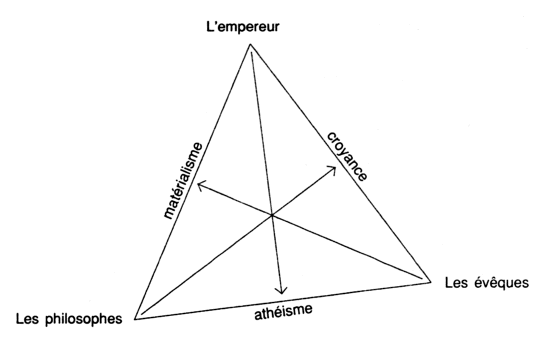 L'empereur
matérialisme
croyance
Les évêques
athéisme
Les philosophes